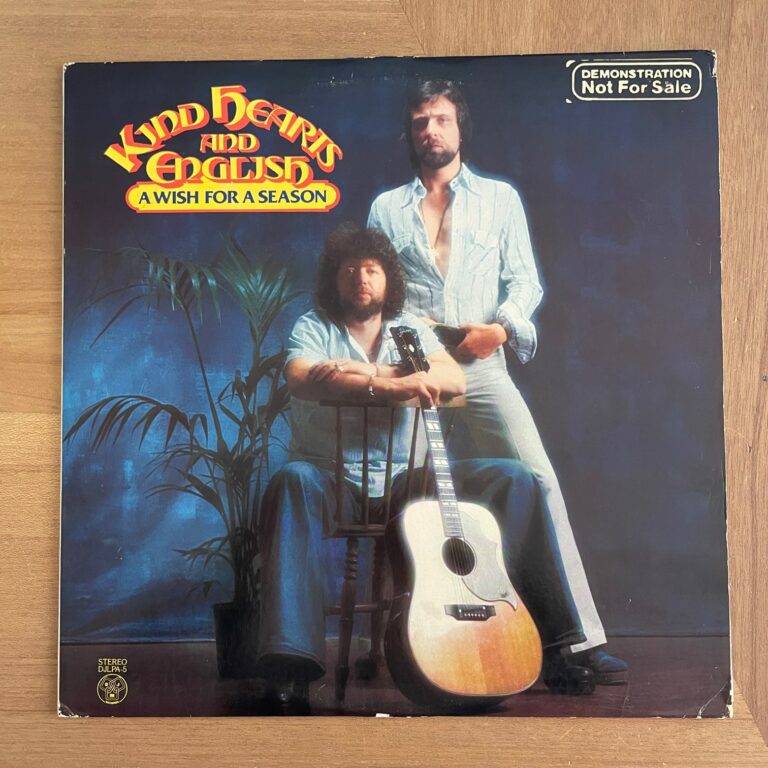 Kind Hearts
and
English
A WISH FOR A SEASON
DEMONSTRATION
Not For Sale
STEREO
DJLPA-5